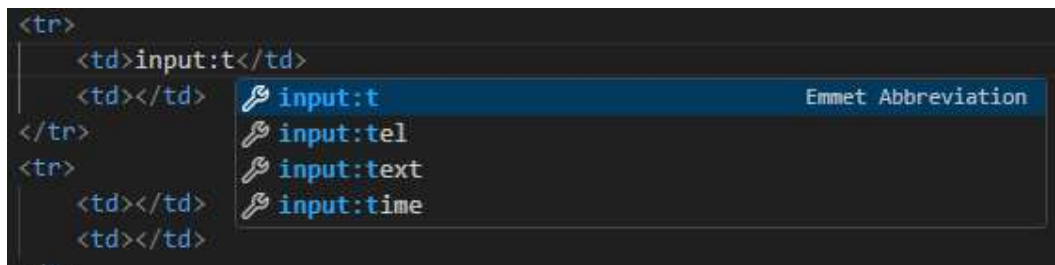 <tr>
<td>input:t</td>
<td></td>
input:t Emmet Abbreviation
input:tel
input:text
input:time
</tr>
<tr>
<td></td>
<td></td>